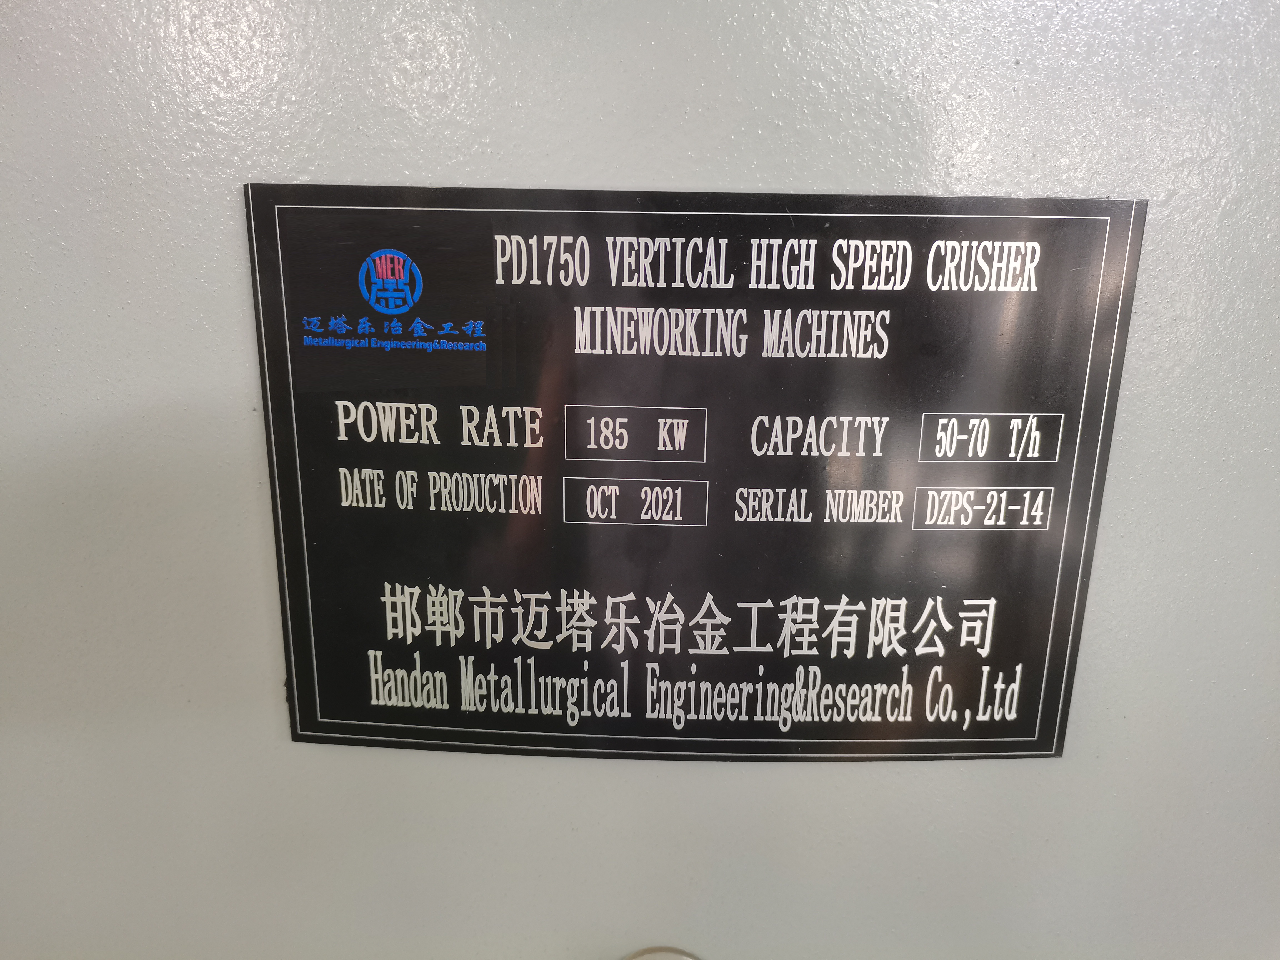 PD1750 VERTICAL HIGH SPEED CRUSHER
MINEWORKING MACHINES
MER
迈塔乐冶金工程
Metallurgical Engineering&Research
POWER RATE 185 KW CAPACITY 50-70 T/h
DATE OF PRODUCTION OCT 2021 SERIAL NUMBER DZPS-21-14
邯郸市迈塔乐冶金工程有限公司
Handan Metallurgical Engineering&Research Co.,Ltd